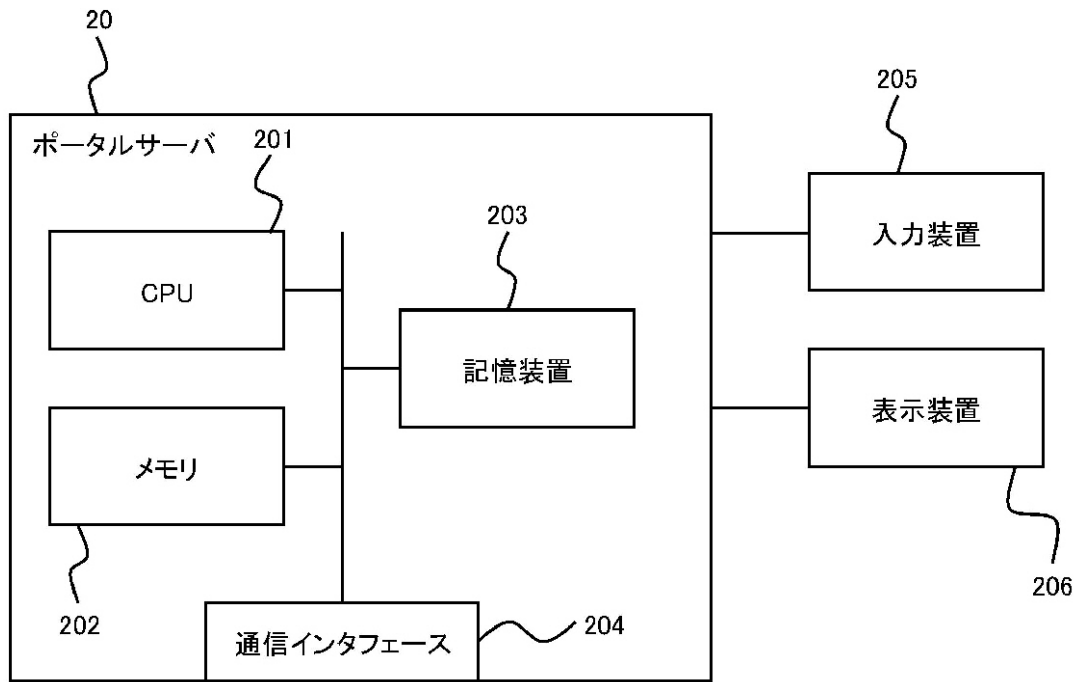 20
ポータルサーバ
201
CPU
203
記憶装置
メモリ
202
通信インタフェース
204
205
入力装置
表示装置
206